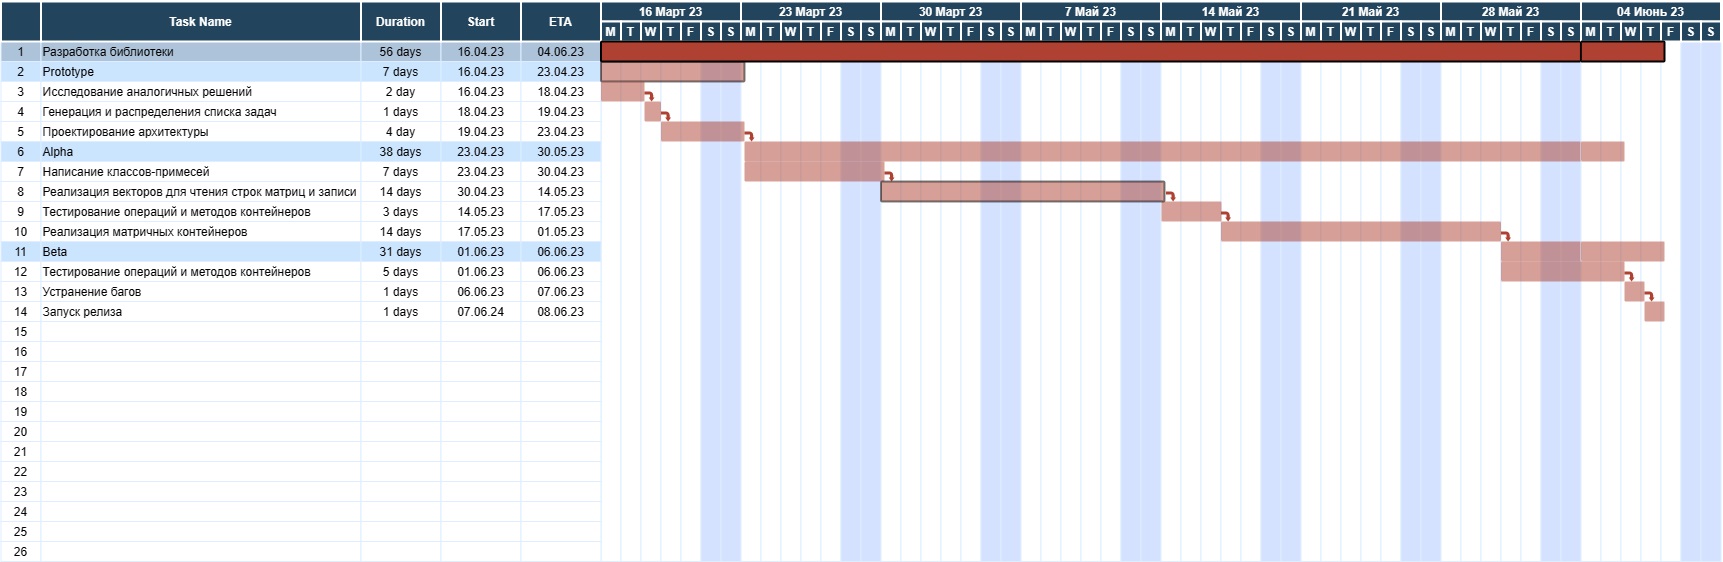 Task Name Duration Start ETA 16 Март 23 23 Март 23 30 Март 23 7 Май 23 14 Май 23 21 Май 23 28 Май 23 04 Июнь 23
M T W T F S S M T W T F S S M T W T F S S M T W T F S S M T W T F S S M T W T F S S M T W T F S S M T W T F S S
1 Разработка библиотеки 56 days 16.04.23 04.06.23
2 Prototype 7 days 16.04.23 23.04.23
3 Исследование аналогичных решений 2 day 16.04.23 18.04.23
4 Генерация и распределения списка задач 1 days 18.04.23 19.04.23
5 Проектирование архитектуры 4 day 19.04.23 23.04.23
6 Alpha 38 days 23.04.23 30.05.23
7 Написание классов-примесей 7 days 23.04.23 30.04.23
8 Реализация векторов для чтения строк матриц и записи 14 days 30.04.23 14.05.23
9 Тестирование операций и методов контейнеров 3 days 14.05.23 17.05.23
10 Реализация матричных контейнеров 14 days 17.05.23 01.05.23
11 Beta 31 days 01.06.23 06.06.23
12 Тестирование операций и методов контейнеров 5 days 01.06.23 06.06.23
13 Устранение багов 1 days 06.06.23 07.06.23
14 Запуск релиза 1 days 07.06.24 08.06.23
15
16
17
18
19
20
21
22
23
24
25
26